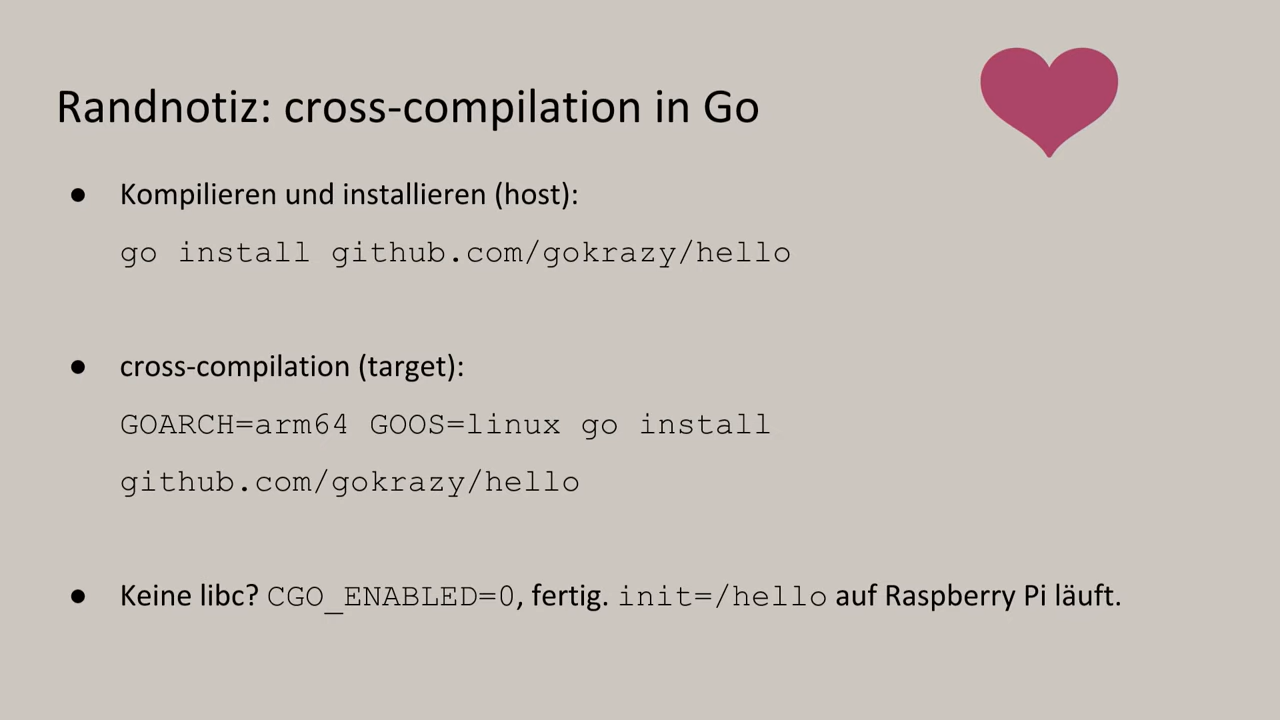 Randnotiz: cross-compilation in Go
● Kompilieren und installieren (host):
go install github.com/gokrazy/hello
● cross-compilation (target):
GOARCH=arm64 GOOS=linux go install
github.com/gokrazy/hello
● Keine libc? CGO_ENABLED=0, fertig. init=/hello auf Raspberry Pi läuft.